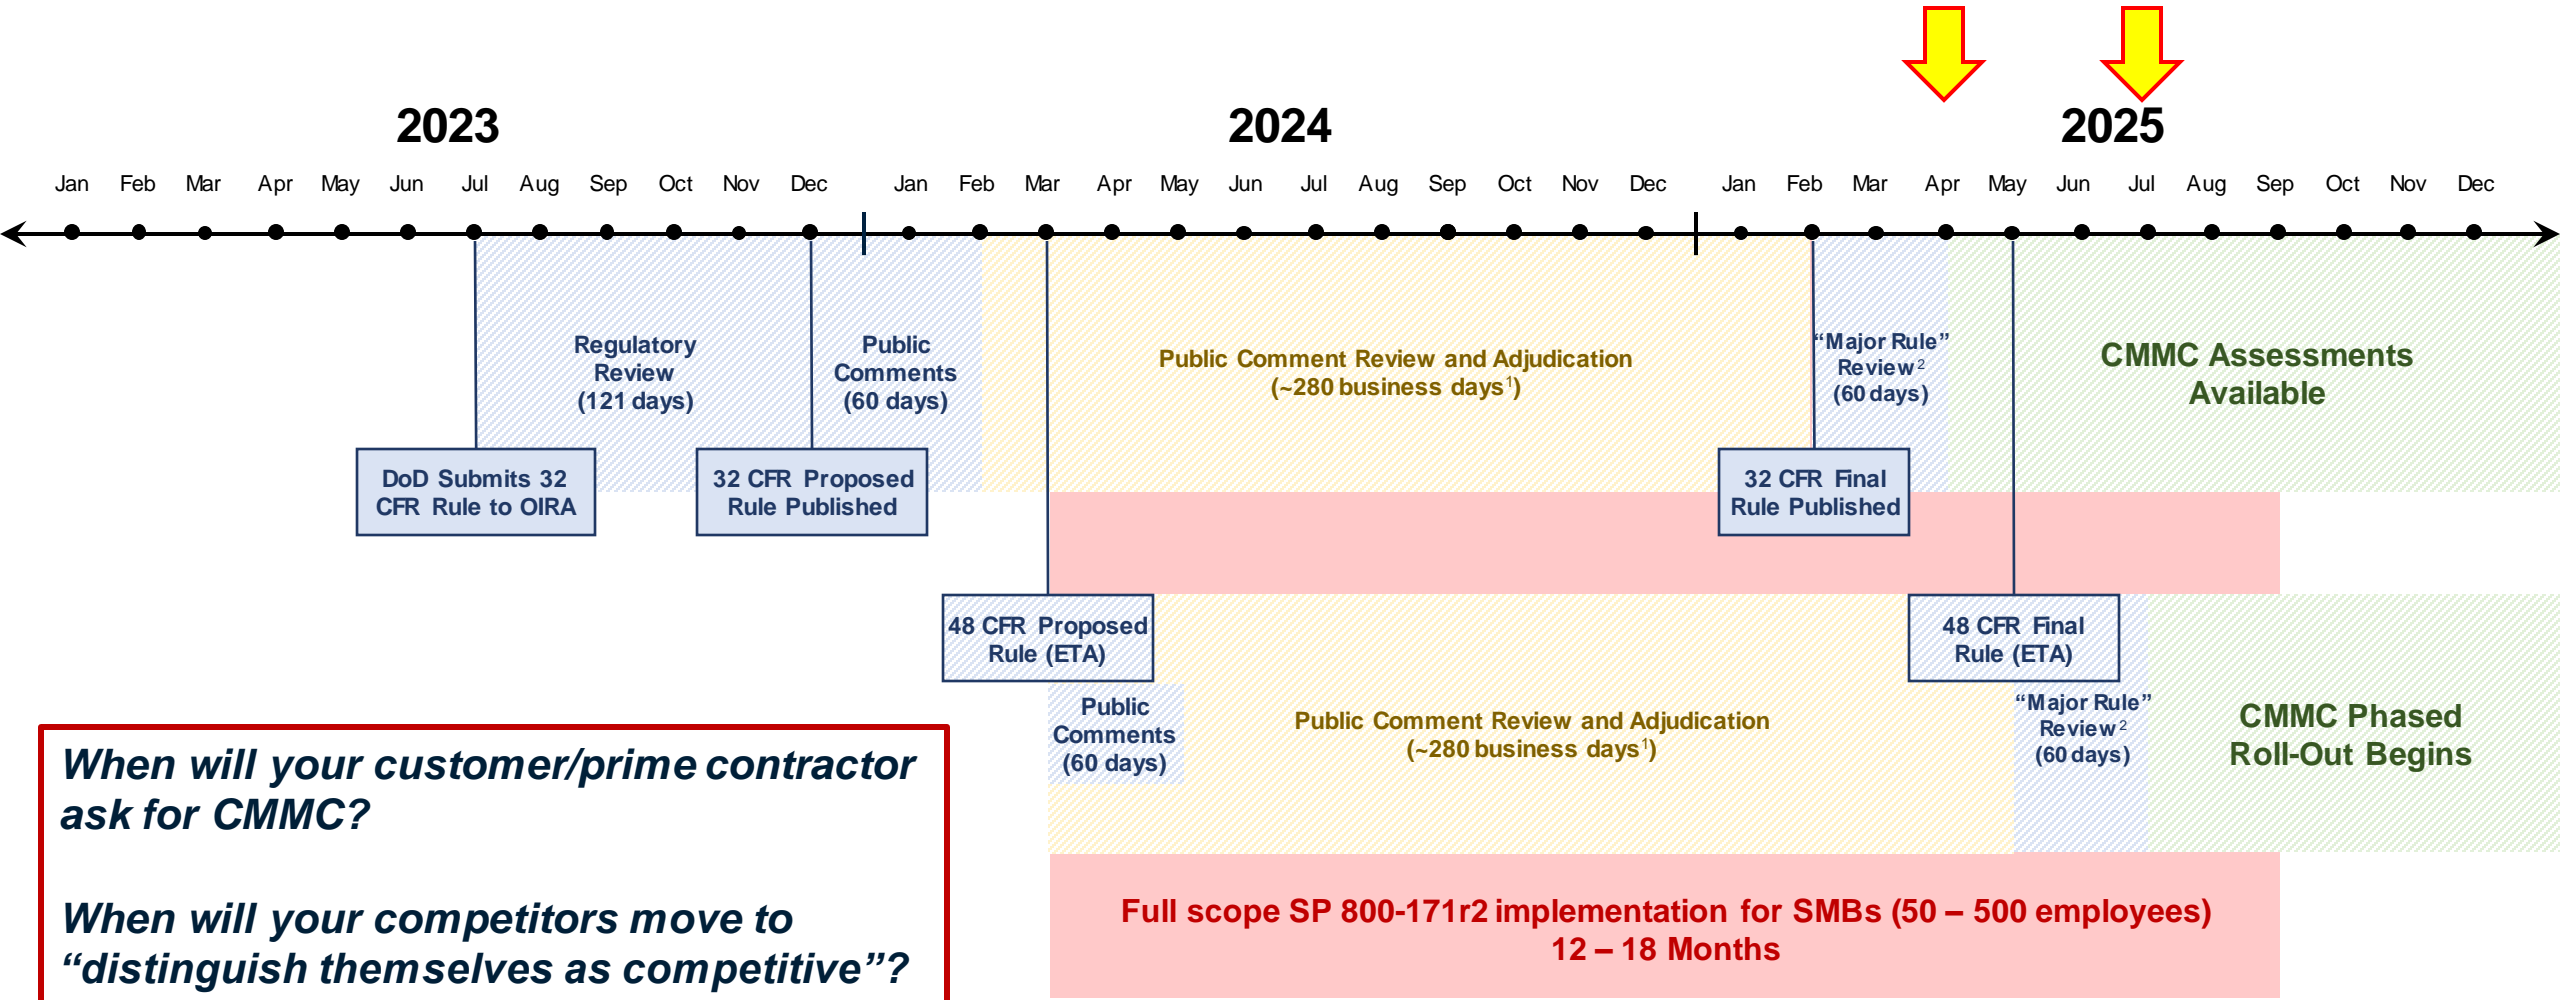 2023
2024
2025
Jan Feb Mar Apr May Jun Jul Aug Sep Oct Nov Dec
Jan Feb Mar Apr May Jun Jul Aug Sep Oct Nov Dec
Jan Feb Mar Apr May Jun Jul Aug Sep Oct Nov Dec
Regulatory
Review
(121 days)
Public
Comments
(60 days)
Public Comment Review and Adjudication
(~280 business days¹)
“Major Rule”
Review²
(60 days)
CMMC Assessments
Available
DoD Submits 32
CFR Rule to OIRA
32 CFR Proposed
Rule Published
32 CFR Final
Rule Published
48 CFR Proposed
Rule (ETA)
48 CFR Final
Rule (ETA)
Public
Comments
(60 days)
Public Comment Review and Adjudication
(~280 business days¹)
“Major Rule”
Review²
(60 days)
CMMC Phased
Roll-Out Begins
When will your customer/prime contractor
ask for CMMC?
When will your competitors move to
“distinguish themselves as competitive”?
Full scope SP 800-171r2 implementation for SMBs (50 – 500 employees)
12 – 18 Months